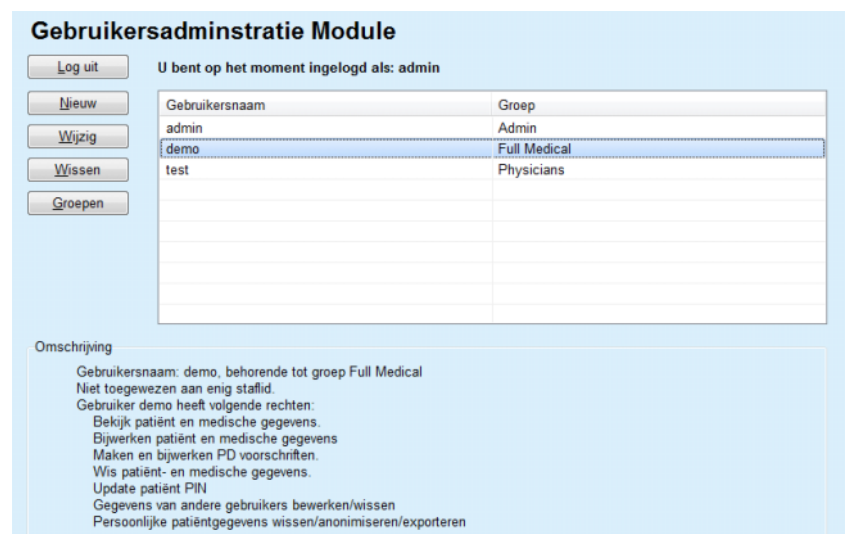 Gebruikersadminstratie Module
Log uit
U bent op het moment ingelogd als: admin
Nieuw
Wijzig
Wissen
Groepen
Gebruikersnaam Groep
admin Admin
demo Full Medical
test Physicians
Omschrijving
Gebruikersnaam: demo, behorende tot groep Full Medical
Niet toegewezen aan enig staflid.
Gebruiker demo heeft volgende rechten:
Bekijk patiënt en medische gegevens.
Bijwerken patiënt en medische gegevens
Maken en bijwerken PD voorschriften.
Wis patiënt- en medische gegevens.
Update patiënt PIN
Gegevens van andere gebruikers bewerken/wissen
Persoonlijke patiëntgegevens wissen/anonimiseren/exporteren